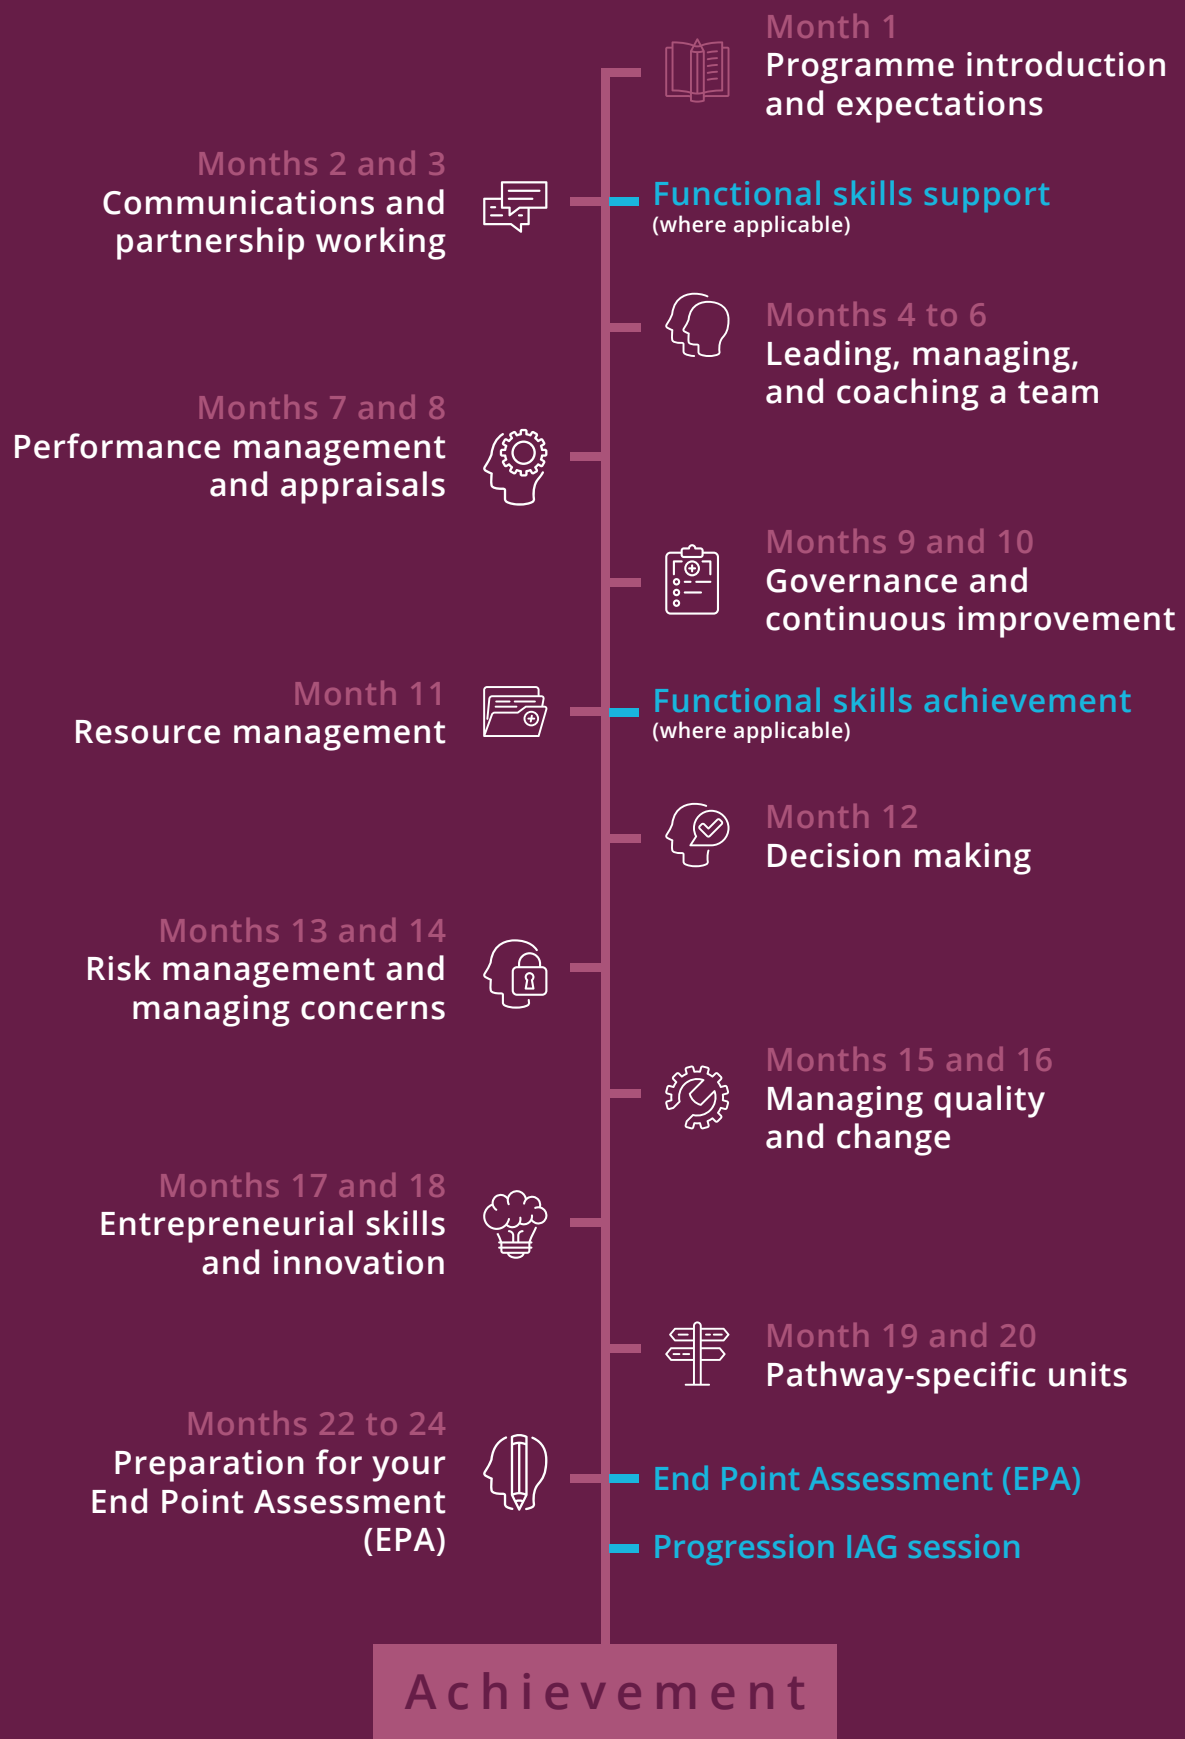 Month 1
Programme introduction
and expectations
Months 2 and 3
Communications and
partnership working
Functional skills support
(where applicable)
Months 4 to 6
Leading, managing,
and coaching a team
Months 7 and 8
Performance management
and appraisals
Months 9 and 10
Governance and
continuous improvement
Month 11
Resource management
Functional skills achievement
(where applicable)
Month 12
Decision making
Months 13 and 14
Risk management and
managing concerns
Months 15 and 16
Managing quality
and change
Months 17 and 18
Entrepreneurial skills
and innovation
Month 19 and 20
Pathway-specific units
Months 22 to 24
Preparation for your
End Point Assessment
(EPA)
End Point Assessment (EPA)
Progression IAG session
Achievement